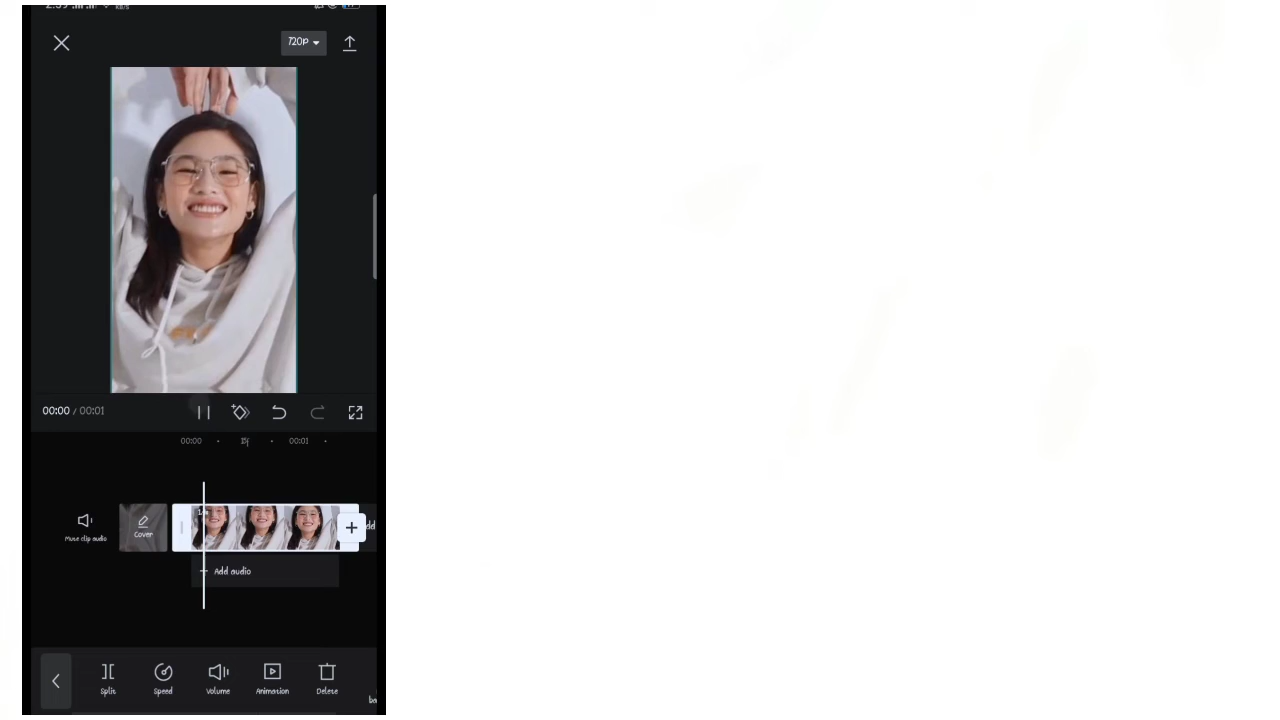 720P
00:00 / 00:01
00:00 15f 00:01
Mute clip audio
Cover
Add audio
Split Speed Volume Animation Delete